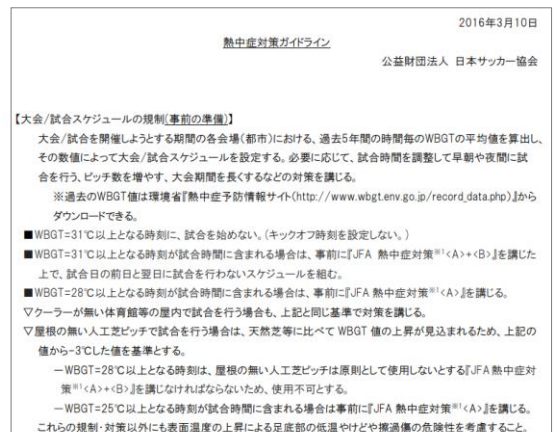 2016年3月10日
熱中症対策ガイドライン
公益財団法人 日本サッカー協会
【大会/試合スケジュールの規制(事前の準備)】
大会/試合を開催しようとする期間の各会場(都市)における、過去5年間の時間毎のWBGTの平均値を算出し、
その数値によって大会/試合スケジュールを設定する。必要に応じて、試合時間を調整して早朝や夜間に試
合を行う、ピッチ数を増やす、大会期間を長くするなどの対策を講じる。
※過去のWBGT値は環境省『熱中症予防情報サイト(http://www.wbgt.env.go.jp/record_data.php)』から
ダウンロードできる。
■WBGT=31℃以上となる時刻に、試合を始めない。(キックオフ時刻を設定しない。)
■WBGT=31℃以上となる時刻が試合時間に含まれる場合は、事前に『JFA 熱中症対策※1<A>+<B>』を講じた
上で、試合日の前日と翌日に試合を行わないスケジュールを組む。
■WBGT=28℃以上となる時刻が試合時間に含まれる場合は、事前に『JFA 熱中症対策※1<A>』を講じる。
▽クーラーが無い体育館等の屋内で試合を行う場合も、上記と同じ基準で対策を講じる。
▽屋根の無い人工芝ピッチで試合を行う場合は、天然芝等に比べて WBGT 値の上昇が見込まれるため、上記の
値から-3℃した値を基準とする。
－WBGT=28℃以上となる時刻は、屋根の無い人工芝ピッチは原則として使用しないとする『JFA 熱中症対
策※1<A>+<B>』を講じなければならないため、使用不可とする。
－WBGT=25℃以上となる時刻が試合時間に含まれる場合は事前に『JFA 熱中症対策※1<A>』を講じる。
これらの規制・対策以外にも表面温度の上昇による足底部の低温やけどや擦過傷の危険性を考慮すること。